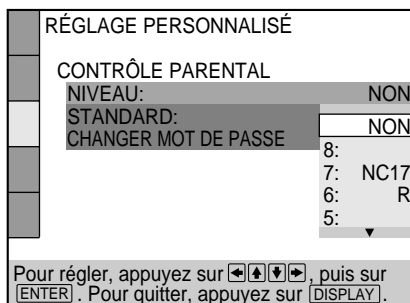 RÉGLAGE PERSONNALISÉ
CONTRÔLE PARENTAL
NIVEAU: NON
STANDARD:
NON
CHANGER MOT DE PASSE
8:
7: NC17
6: R
5:
Pour régler, appuyez sur ←↑↓→, puis sur
ENTER. Pour quitter, appuyez sur DISPLAY.